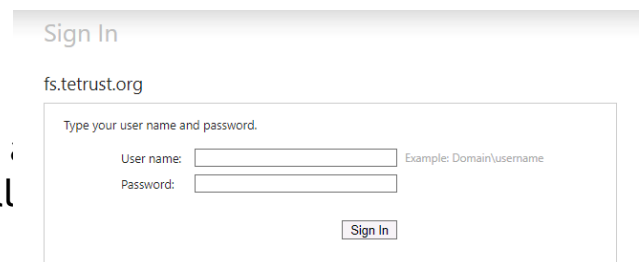 Sign In
fs.tetrust.org
Type your user name and password.
User name: Example: Domain\username
Password:
Sign In